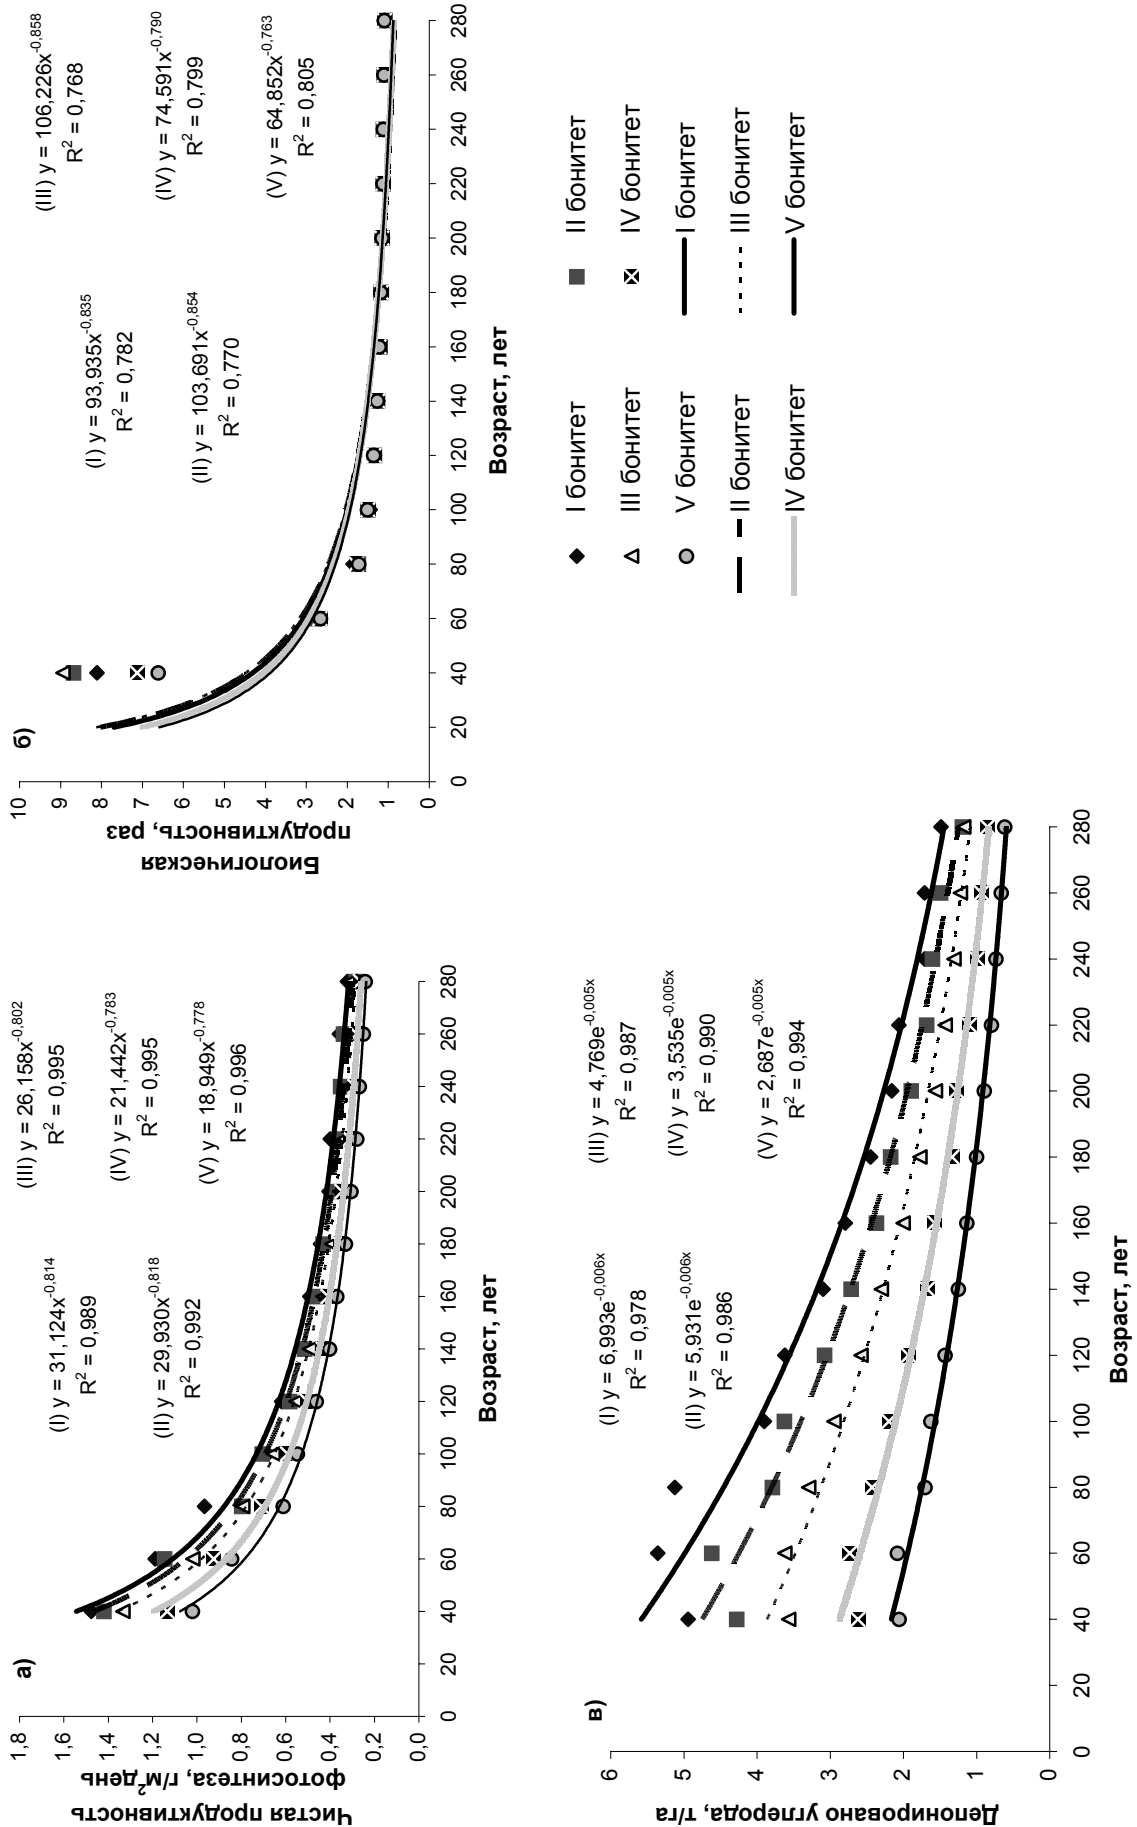 а)
Чистая продуктивность
фотосинтеза, г/м²день
1,8
1,6
1,4
1,2
1,0
0,8
0,6
0,4
0,2
0 20 40 60 80 100 120 140 160 180 200 220 240 260 280
Возраст, лет
(I) y = 31,124x^-0,814
R² = 0,989
(II) y = 29,930x^-0,818
R² = 0,992
(III) y = 26,158x^-0,802
R² = 0,995
(IV) y = 21,442x^-0,783
R² = 0,995
(V) y = 18,949x^-0,778
R² = 0,996
б)
Биологическая
продуктивность, раз
10
9
8
7
6
5
4
3
2
1
0
0 20 40 60 80 100 120 140 160 180 200 220 240 260 280
Возраст, лет
(I) y = 93,935x^-0,835
R² = 0,782
(II) y = 103,691x^-0,854
R² = 0,770
(III) y = 106,226x^-0,858
R² = 0,768
(IV) y = 74,591x^-0,790
R² = 0,799
(V) y = 64,852x^-0,763
R² = 0,805
в)
Депонировано углерода, т/га
6
5
4
3
2
1
0
0 20 40 60 80 100 120 140 160 180 200 220 240 260 280
Возраст, лет
(I) y = 6,993e^-0,006x
R² = 0,978
(II) y = 5,931e^-0,006x
R² = 0,986
(III) y = 4,769e^-0,005x
R² = 0,987
(IV) y = 3,535e^-0,005x
R² = 0,990
(V) y = 2,687e^-0,005x
R² = 0,994
I бонитет II бонитет
III бонитет IV бонитет
V бонитет I бонитет
II бонитет III бонитет
IV бонитет V бонитет